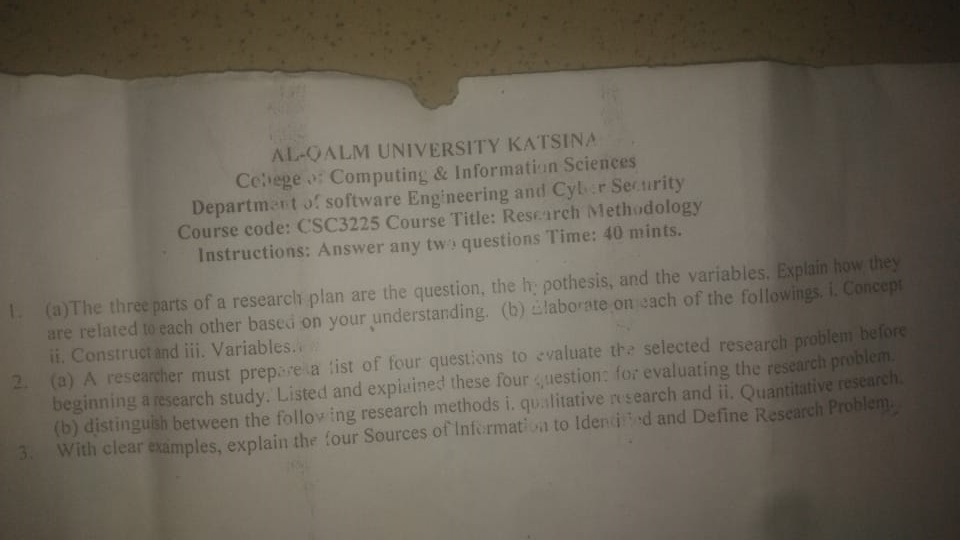 AL-QALM UNIVERSITY KATSINA
College of Computing & Information Sciences
Department of software Engineering and Cyber Security
Course code: CSC3225 Course Title: Research Methodology
Instructions: Answer any two questions Time: 40 mints.
1. (a)The three parts of a research plan are the question, the hypothesis, and the variables. Explain how they
are related to each other based on your understanding. (b) Elaborate on each of the followings. i. Concept
ii. Construct and iii. Variables.
2. (a) A researcher must prepare a list of four questions to evaluate the selected research problem before
beginning a research study. Listed and explained these four question: for evaluating the research problem.
(b) distinguish between the following research methods i. qualitative research and ii. Quantitative research.
3. With clear examples, explain the four Sources of Information to Identified and Define Research Problem.